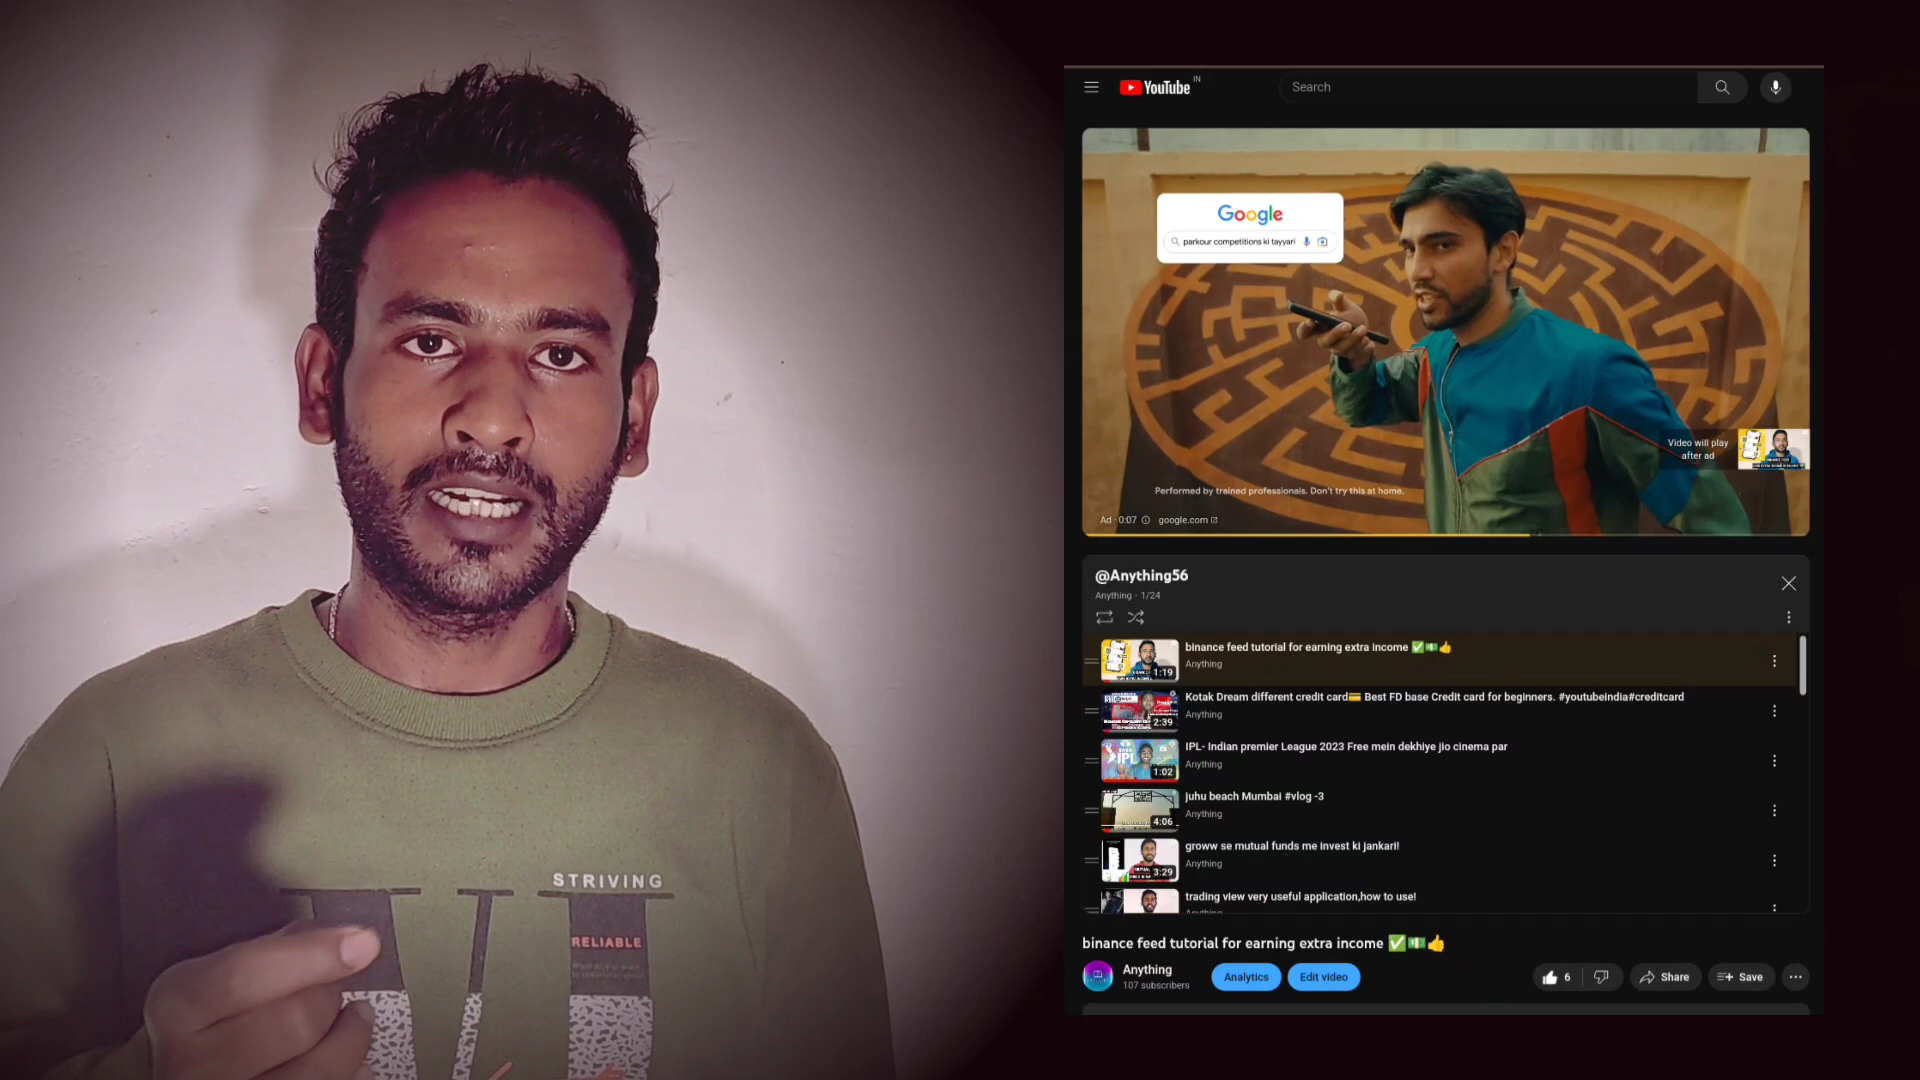 STRIVING
RELIABLE
YouTube IN
Search
Google
parkour competitions ki tayyari
Video will play
after ad
Performed by trained professionals. Don't try this at home.
Ad · 0:07 google.com
@Anything56
Anything · 1/24
binance feed tutorial for earning extra income ✅💵👍
Anything
1:19
Kotak Dream different credit card💳 Best FD base Credit card for beginners. #youtubeindia#creditcard
Anything
2:39
IPL- Indian premier League 2023 Free mein dekhiye jio cinema par
Anything
1:02
juhu beach Mumbai #vlog -3
Anything
4:06
groww se mutual funds me invest ki jankari!
Anything
3:29
trading view very useful application,how to use!
Anything
binance feed tutorial for earning extra income ✅💵👍
Anything
107 subscribers
Analytics
Edit video
6
Share
Save